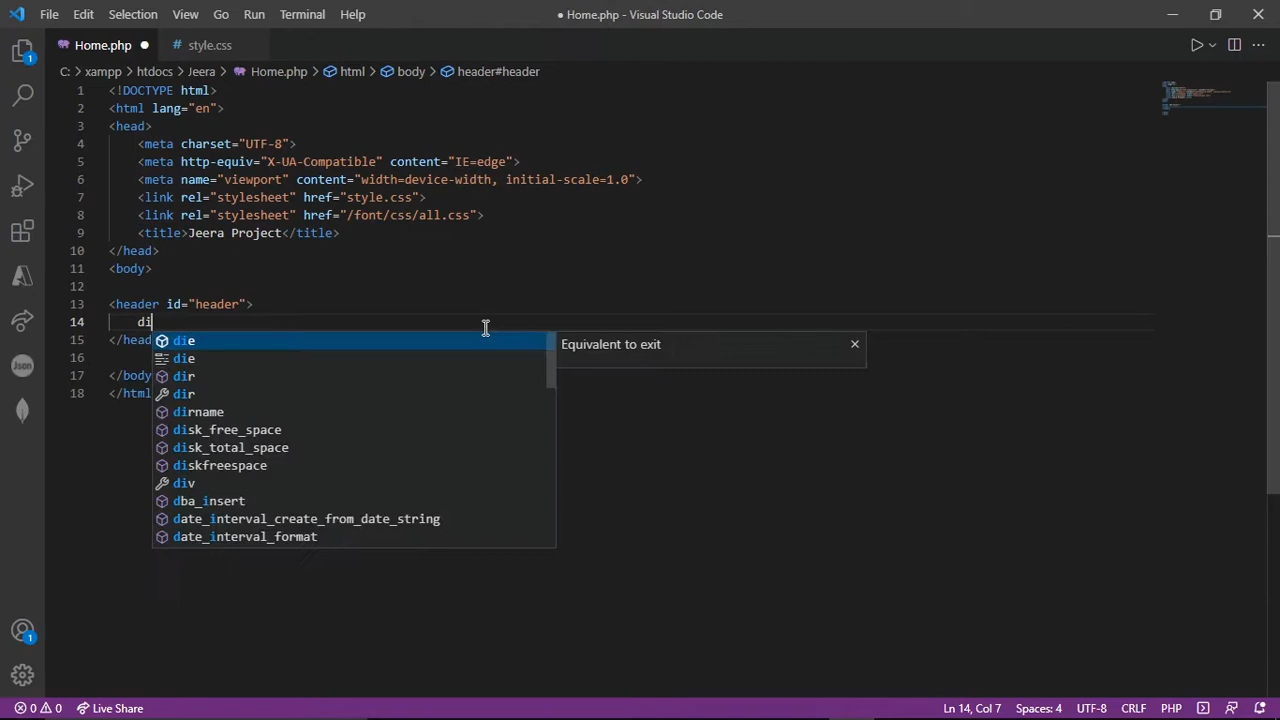 File Edit Selection View Go Run Terminal Help
● Home.php - Visual Studio Code
Home.php ●
style.css
C: > xampp > htdocs > Jeera > Home.php > html > body > header#header
1 <!DOCTYPE html>
2 <html lang="en">
3 <head>
4 <meta charset="UTF-8">
5 <meta http-equiv="X-UA-Compatible" content="IE=edge">
6 <meta name="viewport" content="width=device-width, initial-scale=1.0">
7 <link rel="stylesheet" href="style.css">
8 <link rel="stylesheet" href="/font/css/all.css">
9 <title>Jeera Project</title>
10 </head>
11 <body>
12
13 <header id="header">
14 di
15 </head
16
17 </body
18 </html
die
die
dir
dir
dirname
disk_free_space
disk_total_space
diskfreespace
div
dba_insert
date_interval_create_from_date_string
date_interval_format
Equivalent to exit
1
Json
1
0 0 Live Share
Ln 14, Col 7 Spaces: 4 UTF-8 CRLF PHP